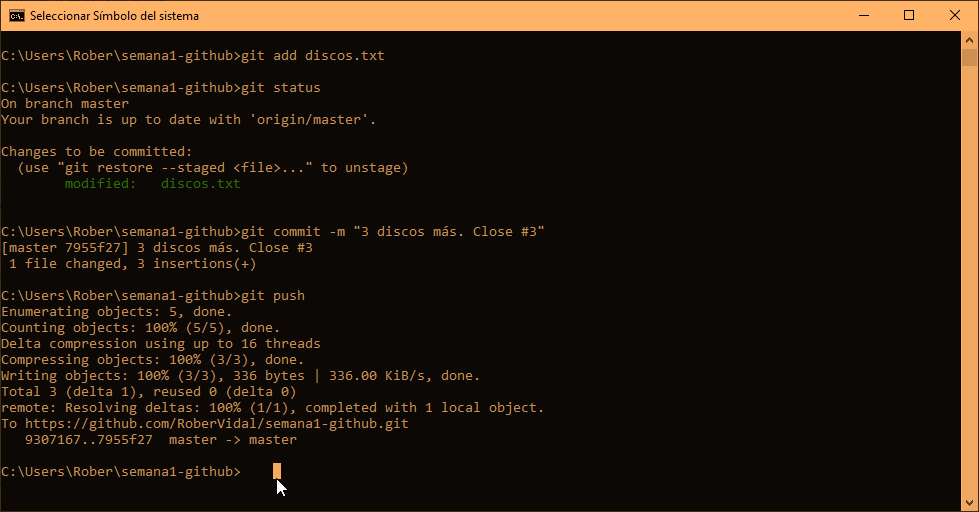 Seleccionar Símbolo del sistema
C:\Users\Rober\semana1-github>git add discos.txt
C:\Users\Rober\semana1-github>git status
On branch master
Your branch is up to date with 'origin/master'.
Changes to be committed:
  (use "git restore --staged <file>..." to unstage)
        modified:   discos.txt
C:\Users\Rober\semana1-github>git commit -m "3 discos más. Close #3"
[master 7955f27] 3 discos más. Close #3
 1 file changed, 3 insertions(+)
C:\Users\Rober\semana1-github>git push
Enumerating objects: 5, done.
Counting objects: 100% (5/5), done.
Delta compression using up to 16 threads
Compressing objects: 100% (3/3), done.
Writing objects: 100% (3/3), 336 bytes | 336.00 KiB/s, done.
Total 3 (delta 1), reused 0 (delta 0)
remote: Resolving deltas: 100% (1/1), completed with 1 local object.
To https://github.com/RoberVidal/semana1-github.git
   9307167..7955f27  master -> master
C:\Users\Rober\semana1-github>